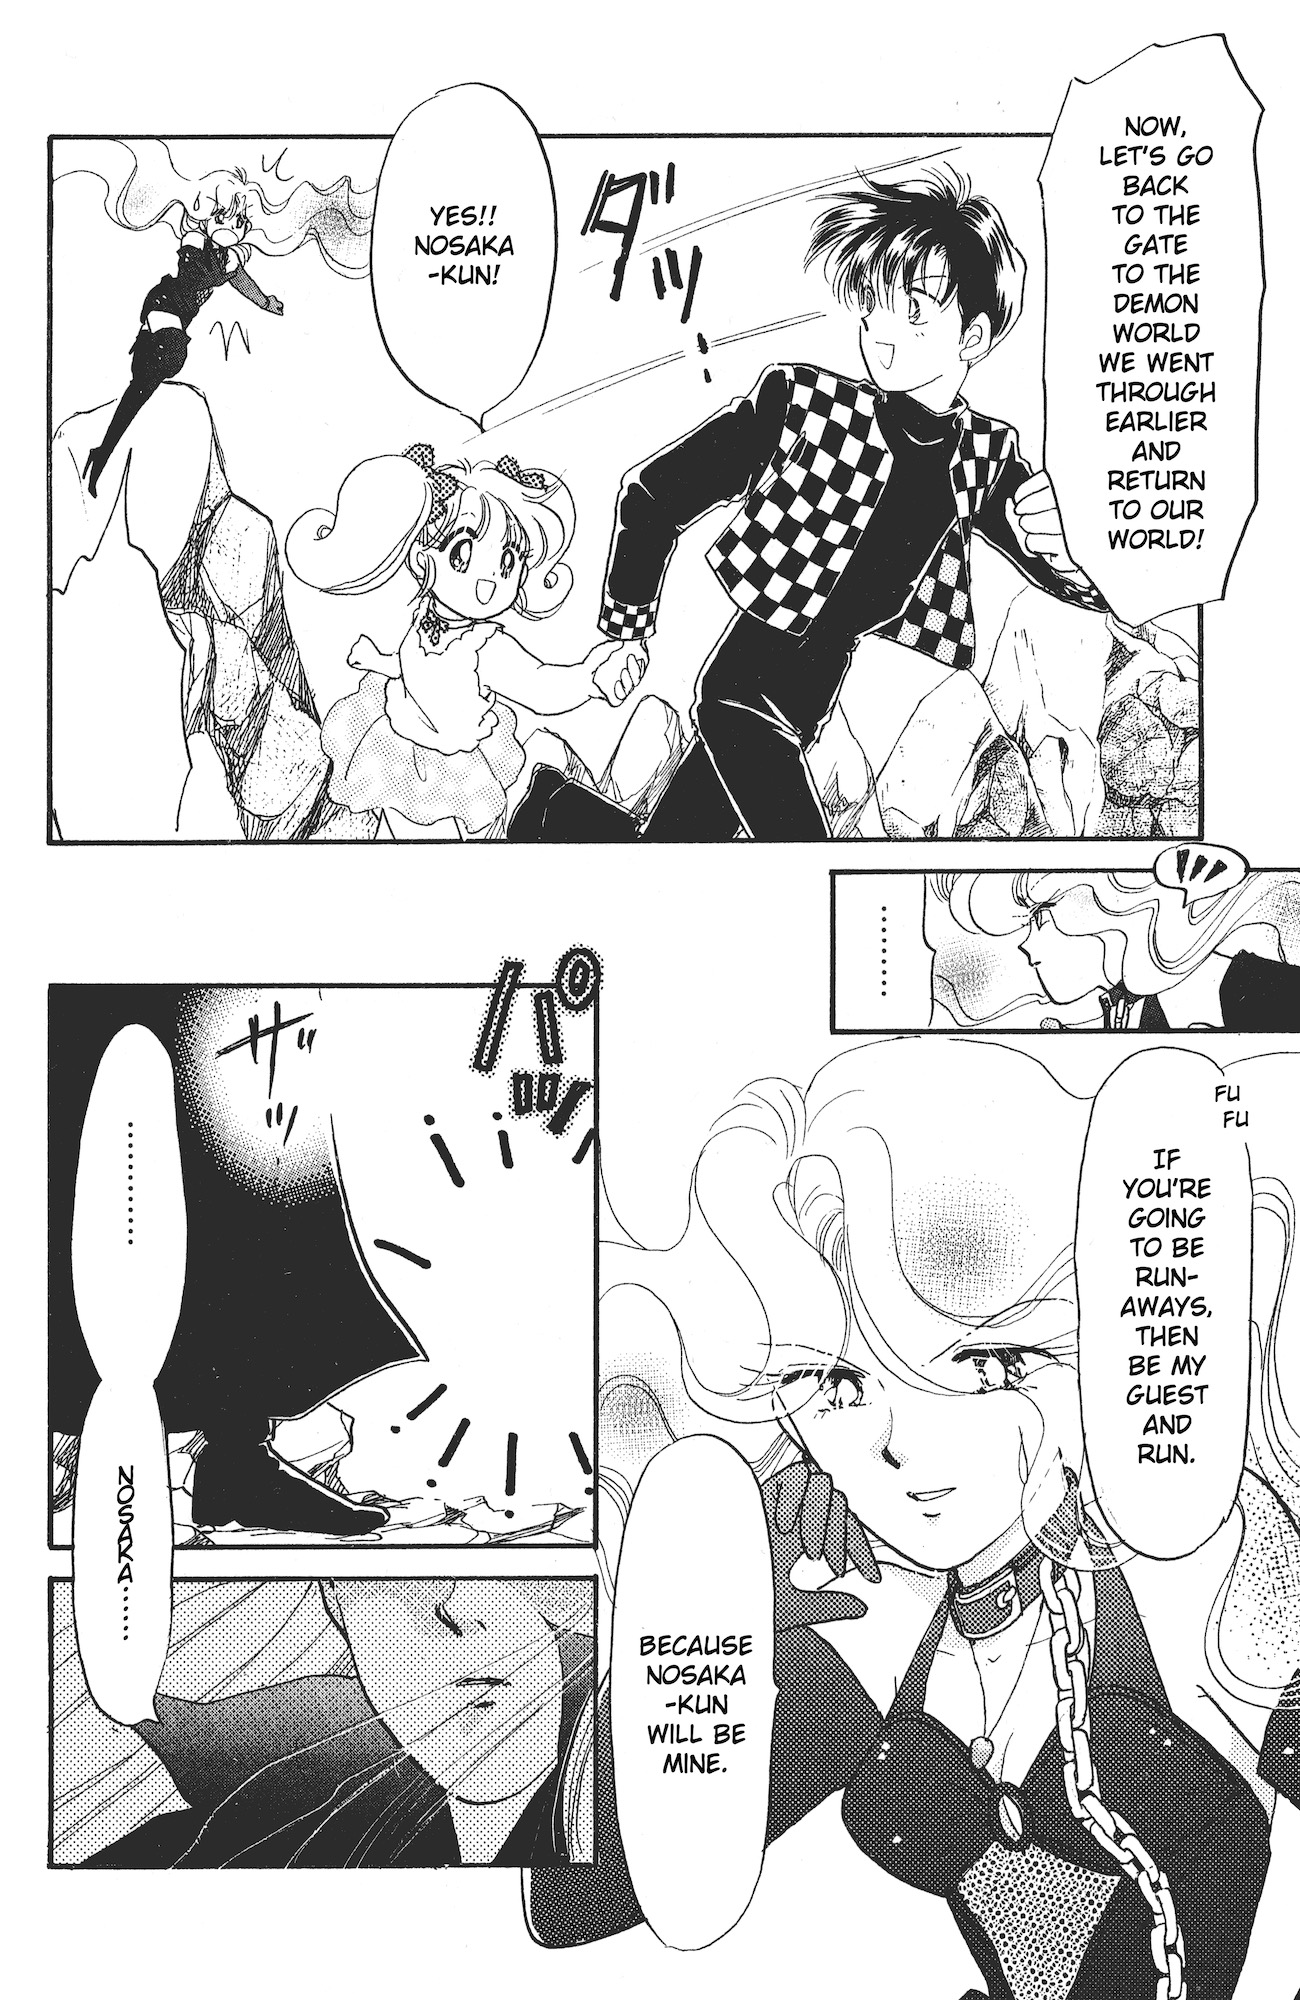 NOW,
LET'S GO
BACK
TO THE
GATE
TO THE
DEMON
WORLD
WE WENT
THROUGH
EARLIER
AND
RETURN
TO OUR
WORLD!
ダダッ
YES!!
NOSAKA
-KUN!
.........
FU
FU
IF
YOU'RE
GOING
TO BE
RUN-
AWAYS,
THEN
BE MY
GUEST
AND
RUN.
BECAUSE
NOSAKA
-KUN
WILL BE
MINE.
パパッ
ザッ
..........
NOSAKA......